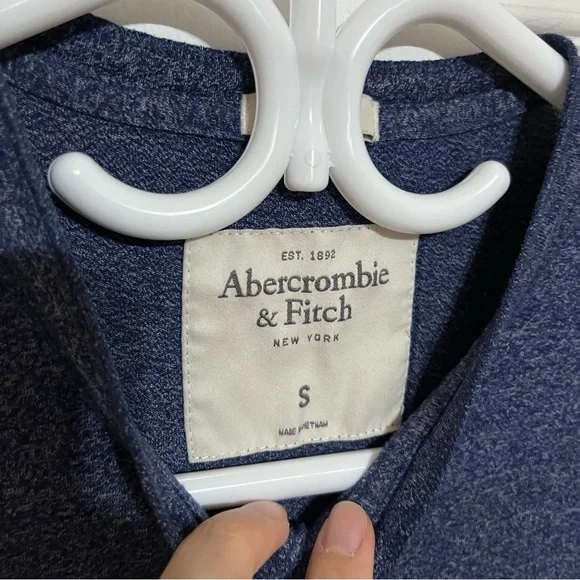 EST. 1892
Abercrombie
& Fitch
NEW YORK
S
MADE IN VIETNAM